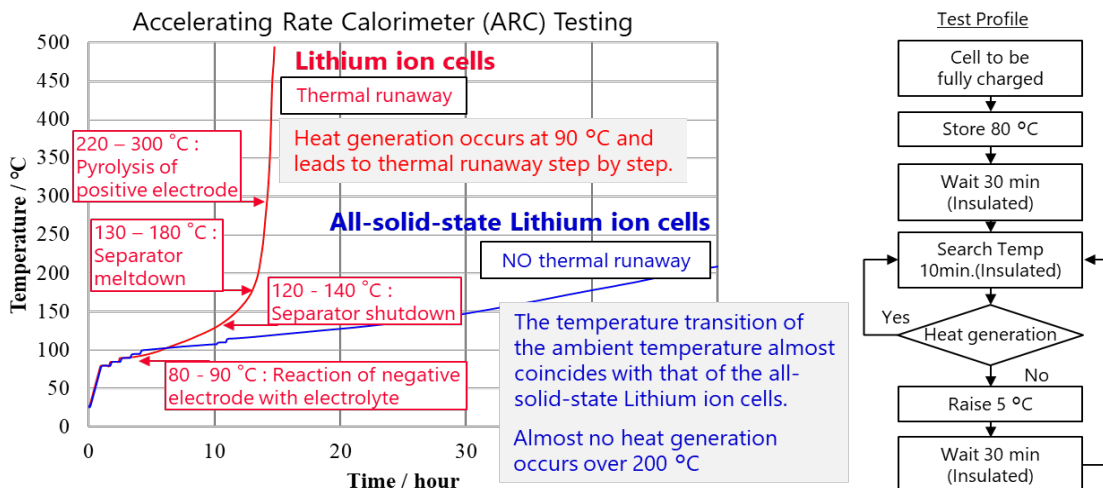 Accelerating Rate Calorimeter (ARC) Testing
Temperature / °C
500
450
400
350
300
250
200
150
100
50
0
0
10
20
30
Time / hour
Lithium ion cells
Thermal runaway
Heat generation occurs at 90 °C and
leads to thermal runaway step by step.
220 – 300 °C :
Pyrolysis of
positive electrode
130 – 180 °C :
Separator
meltdown
120 - 140 °C :
Separator shutdown
80 - 90 °C : Reaction of negative
electrode with electrolyte
All-solid-state Lithium ion cells
NO thermal runaway
The temperature transition of
the ambient temperature almost
coincides with that of the all-
solid-state Lithium ion cells.
Almost no heat generation
occurs over 200 °C
Test Profile
Cell to be
fully charged
Store 80 °C
Wait 30 min
(Insulated)
Search Temp
10min.(Insulated)
Yes
Heat generation
No
Raise 5 °C
Wait 30 min
(Insulated)